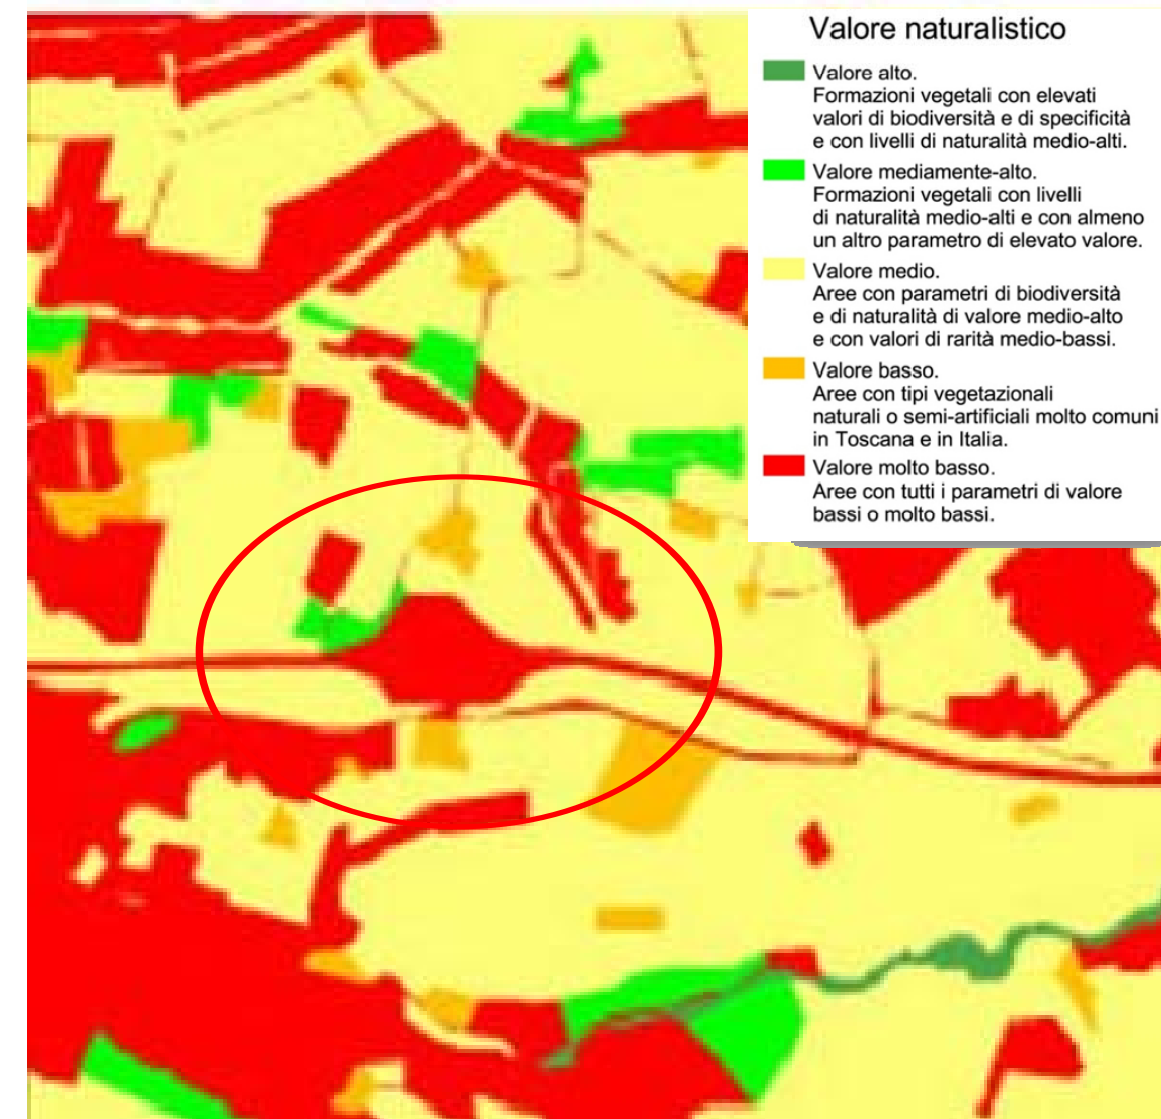 Valore naturalistico
Valore alto.
Formazioni vegetali con elevati
valori di biodiversità e di specificità
e con livelli di naturalità medio-alti.
Valore mediamente-alto.
Formazioni vegetali con livelli
di naturalità medio-alti e con almeno
un altro parametro di elevato valore.
Valore medio.
Aree con parametri di biodiversità
e di naturalità di valore medio-alto
e con valori di rarità medio-bassi.
Valore basso.
Aree con tipi vegetazionali
naturali o semi-artificiali molto comuni
in Toscana e in Italia.
Valore molto basso.
Aree con tutti i parametri di valore
bassi o molto bassi.